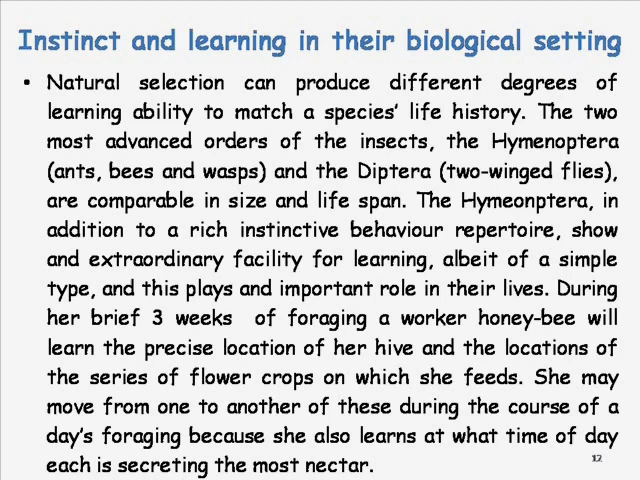 Instinct and learning in their biological setting
• Natural selection can produce different degrees of
learning ability to match a species’ life history. The two
most advanced orders of the insects, the Hymenoptera
(ants, bees and wasps) and the Diptera (two-winged flies),
are comparable in size and life span. The Hymeonptera, in
addition to a rich instinctive behaviour repertoire, show
and extraordinary facility for learning, albeit of a simple
type, and this plays and important role in their lives. During
her brief 3 weeks of foraging a worker honey-bee will
learn the precise location of her hive and the locations of
the series of flower crops on which she feeds. She may
move from one to another of these during the course of a
day’s foraging because she also learns at what time of day
each is secreting the most nectar.
12